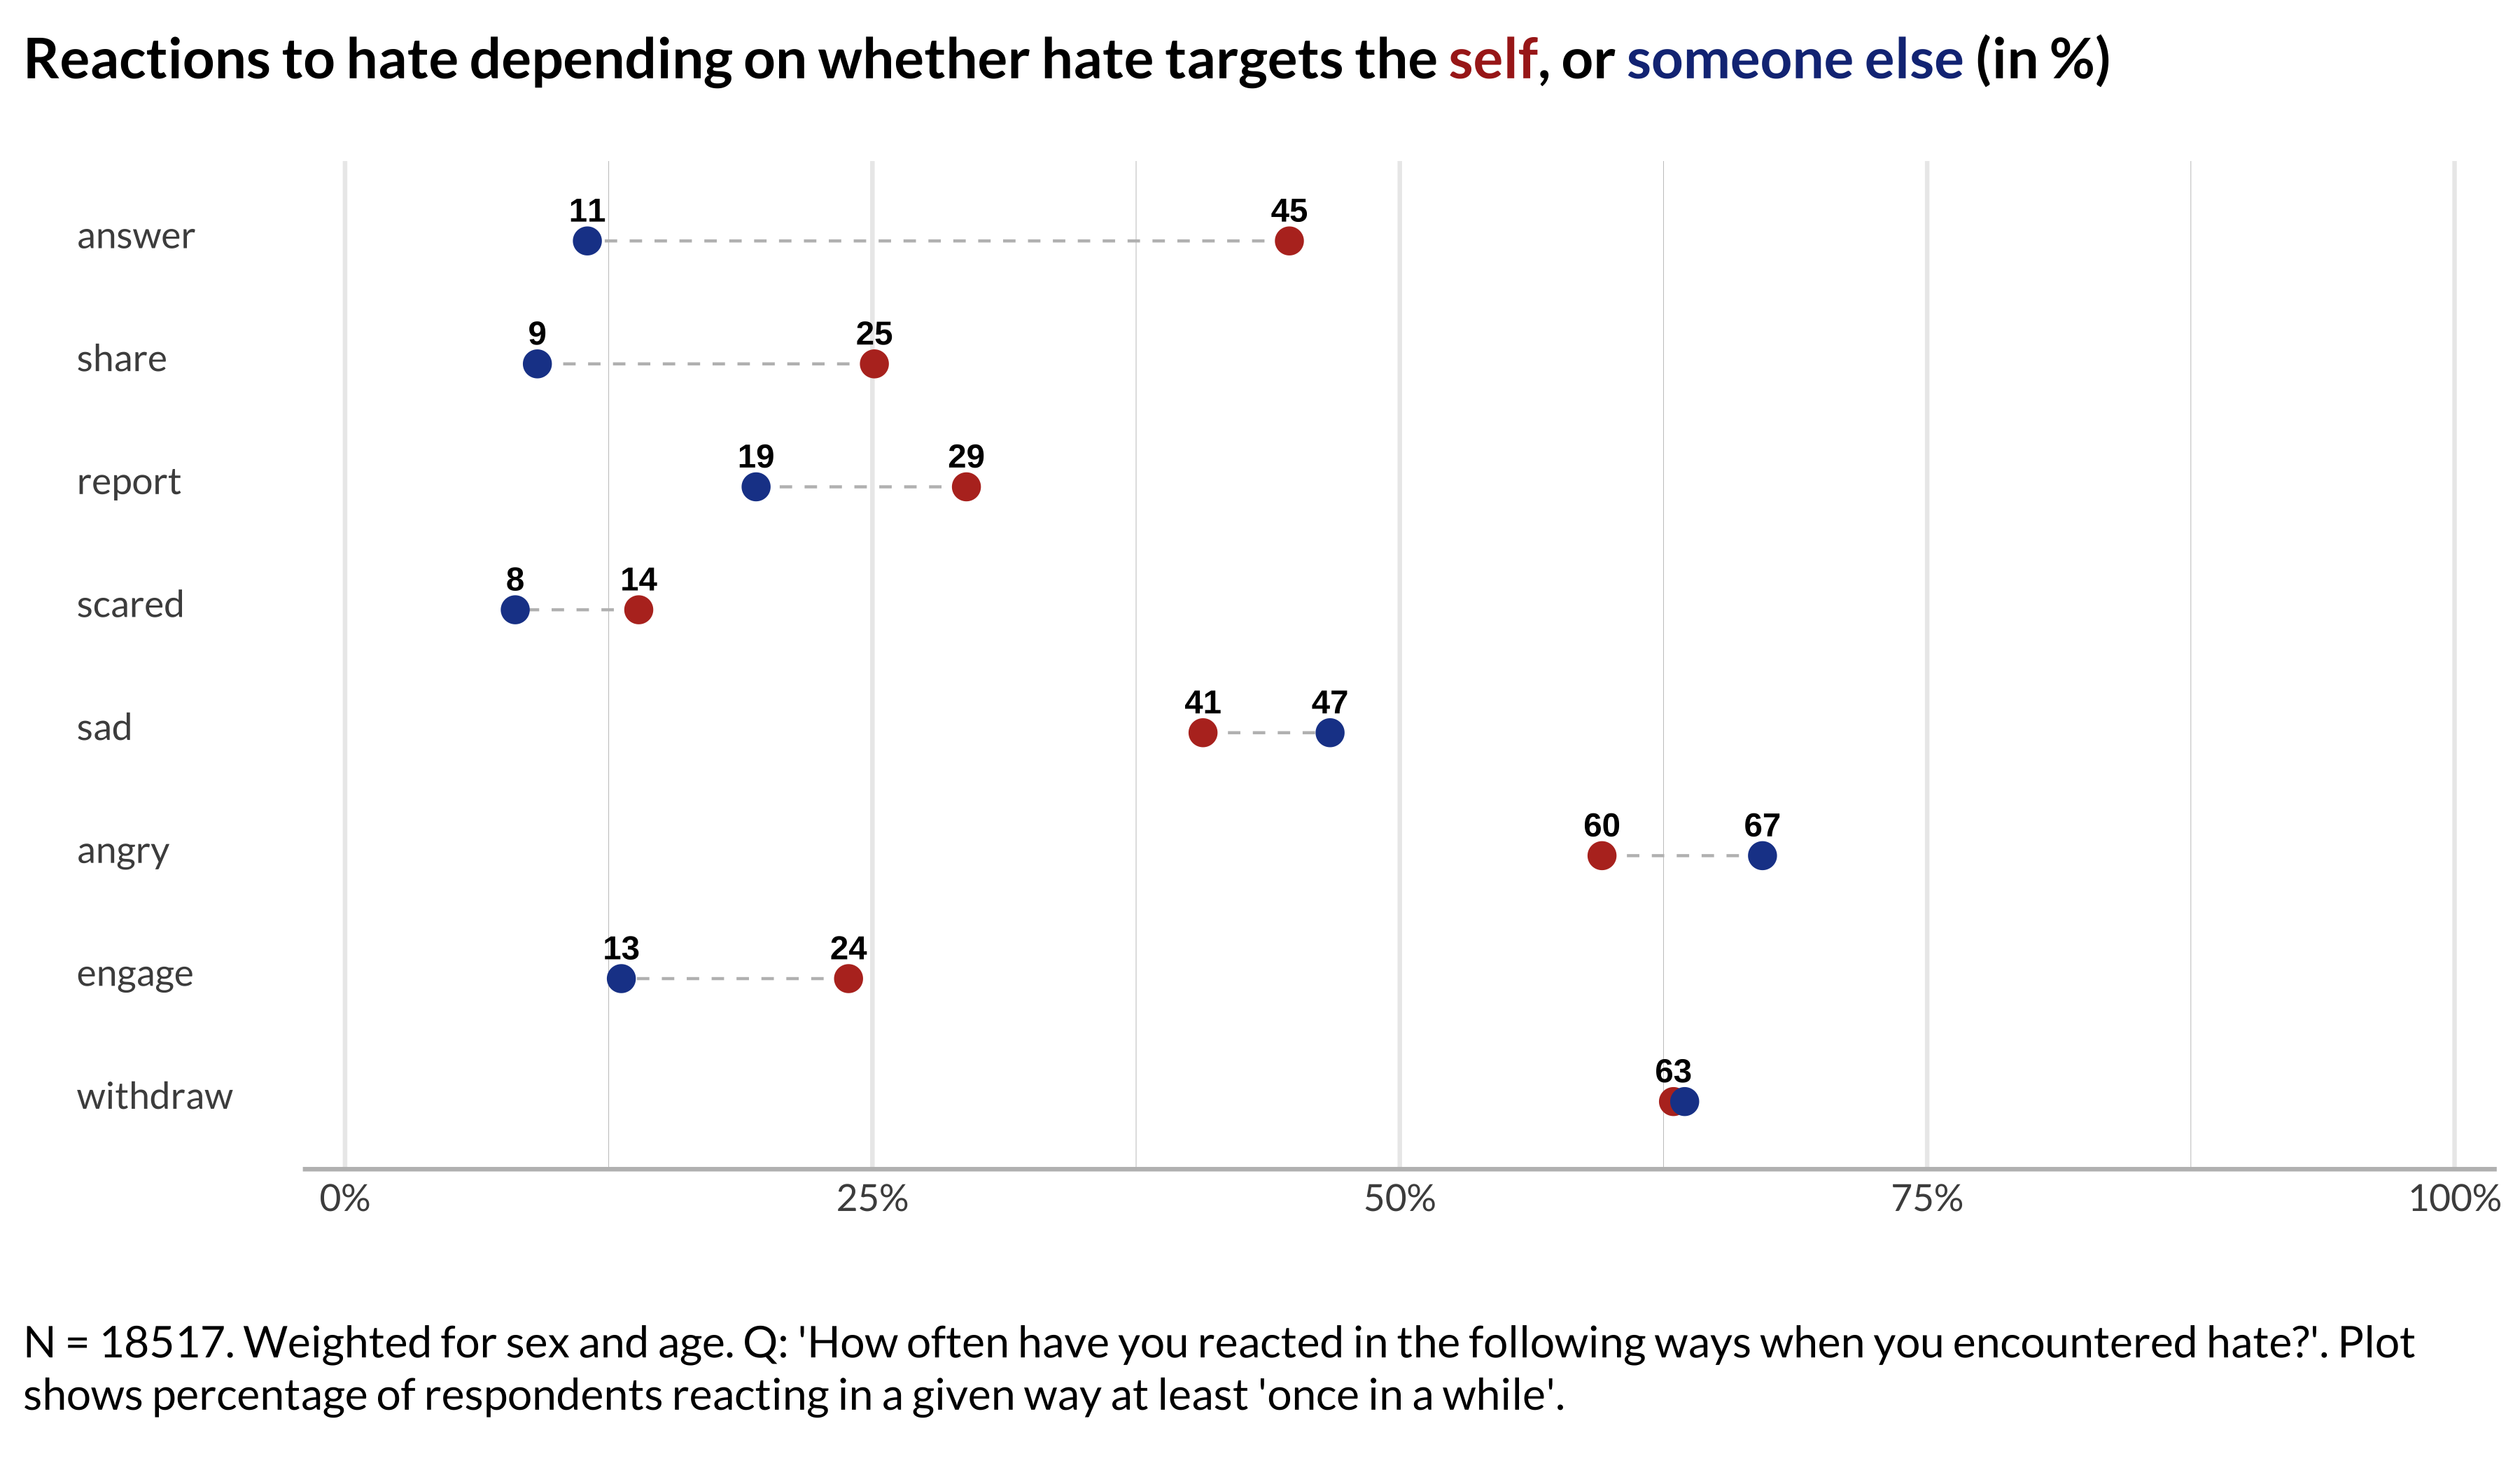 Reactions to hate depending on whether hate targets the self, or someone else (in %)
answer 11 45
share 9 25
report 19 29
scared 8 14
sad 41 47
angry 60 67
engage 13 24
withdraw 63
0% 25% 50% 75% 100%
N = 18517. Weighted for sex and age. Q: 'How often have you reacted in the following ways when you encountered hate?'. Plot
shows percentage of respondents reacting in a given way at least 'once in a while'.